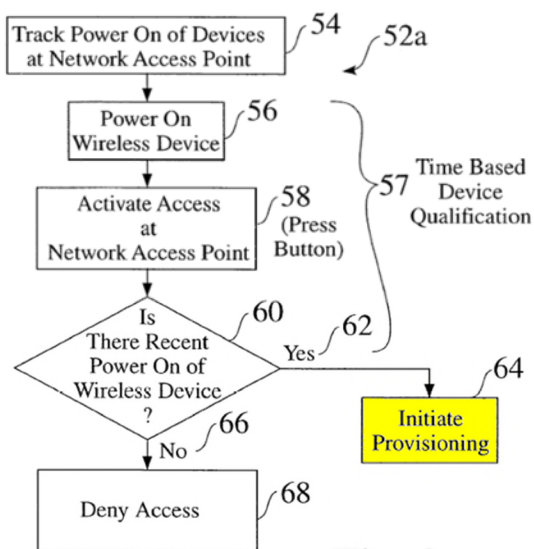 Track Power On of Devices
at Network Access Point
54
52a
Power On
Wireless Device
56
57
Time Based
Device
Qualification
Activate Access
at
Network Access Point
58
(Press
Button)
Is
There Recent
Power On of
Wireless Device
?
60
Yes
62
64
Initiate
Provisioning
66
No
Deny Access
68